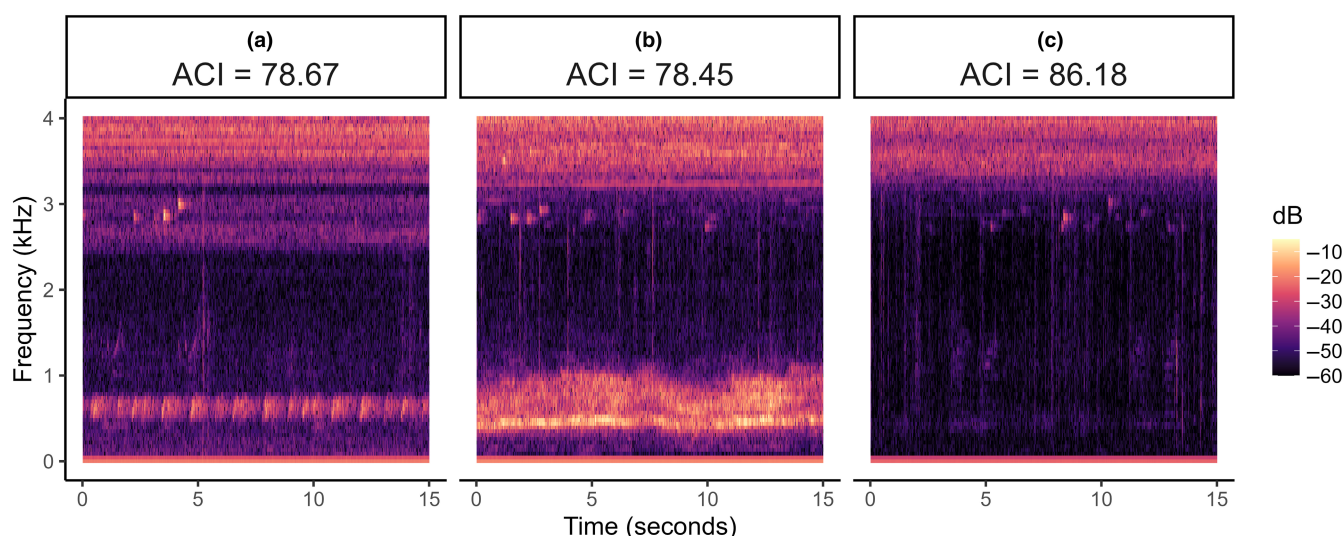 (a)
ACI = 78.67
(b)
ACI = 78.45
(c)
ACI = 86.18
Frequency (kHz)
4
3
2
1
0
0 5 10 15
0 5 10 15
0 5 10 15
Time (seconds)
dB
−10
−20
−30
−40
−50
−60